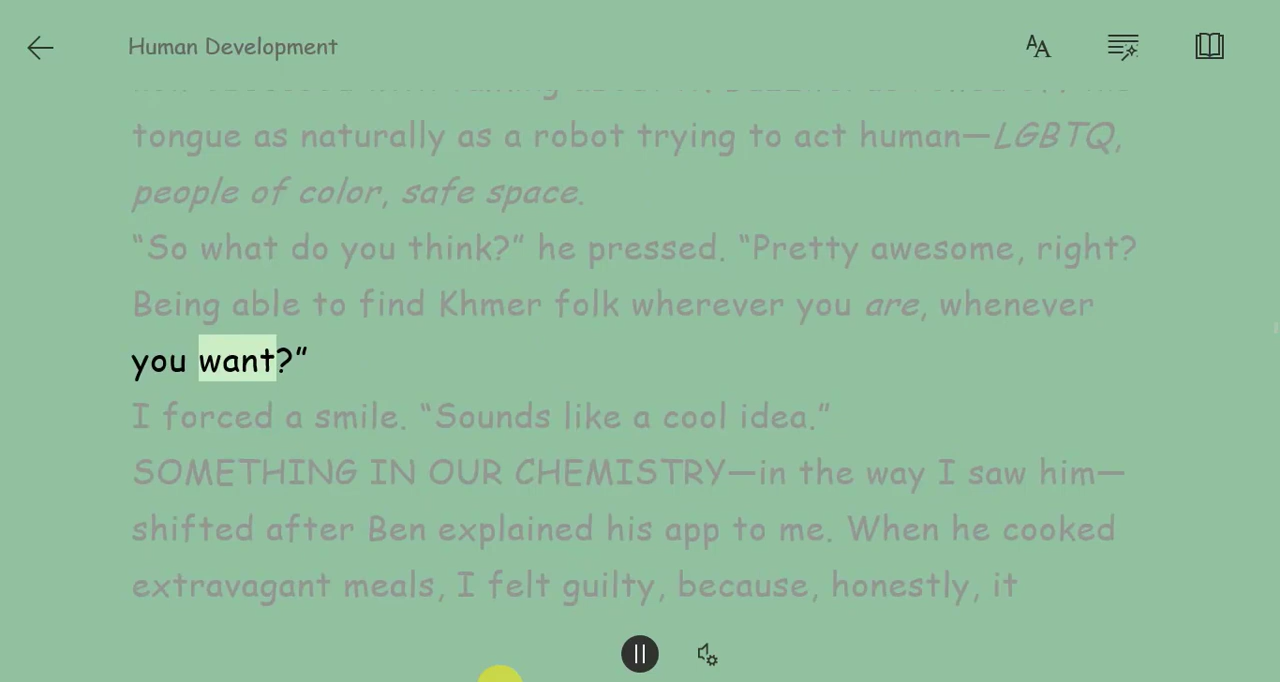 Human Development
tongue as naturally as a robot trying to act human—LGBTQ,
people of color, safe space.
“So what do you think?” he pressed. “Pretty awesome, right?
Being able to find Khmer folk wherever you are, whenever
you want?”
I forced a smile. “Sounds like a cool idea.”
SOMETHING IN OUR CHEMISTRY—in the way I saw him—
shifted after Ben explained his app to me. When he cooked
extravagant meals, I felt guilty, because, honestly, it